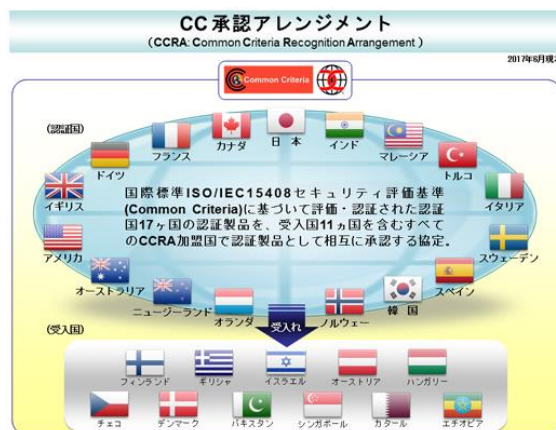 CC 承認アレンジメント
(CCRA: Common Criteria Recognition Arrangement )
2017年6月現
Common Criteria
(認証国)
カナダ
日 本
インド
フランス
マレーシア
ドイツ
トルコ
イギリス
イタリア
国際標準ISO/IEC15408セキュリティ評価基準
(Common Criteria)に基づいて評価・認証された認証
国17ヶ国の認証製品を、受入国11ヵ国を含むすべて
のCCRA加盟国で認証製品として相互に承認する協定。
アメリカ
スウェーデン
オーストラリア
スペイン
ニュージーランド
オランダ
ノルウェー
韓 国
受入れ
(受入国)
フィンランド
ギリシャ
イスラエル
オーストリア
ハンガリー
チェコ
デンマーク
パキスタン
シンガポール
カタール
エチオピア